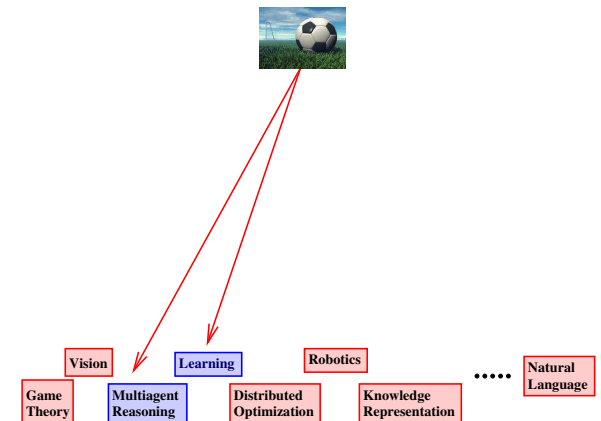 Vision
Learning
Robotics
Natural
Language
Game
Theory
Multiagent
Reasoning
Distributed
Optimization
Knowledge
Representation
.....